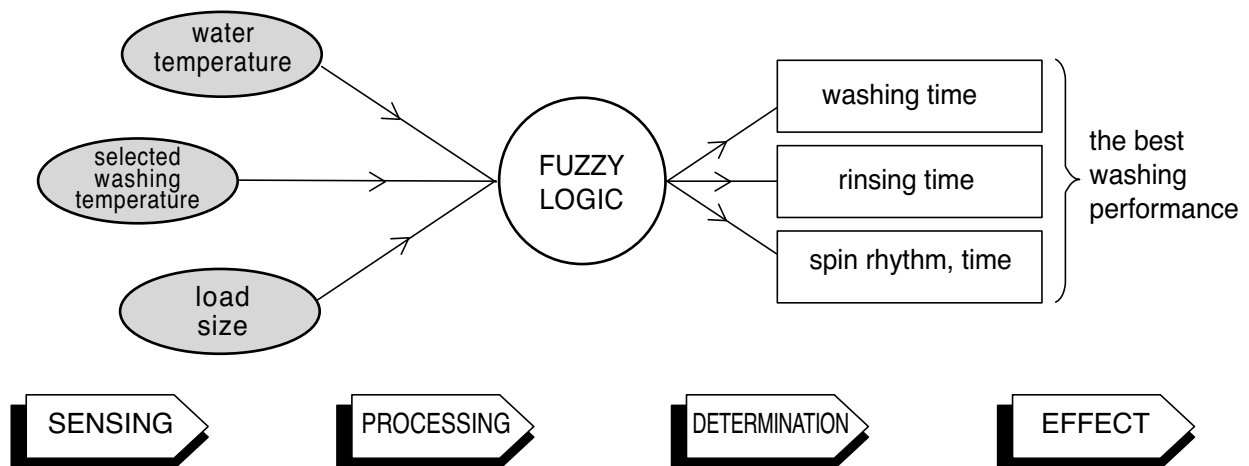 water
temperature
selected
washing
temperature
load
size
FUZZY
LOGIC
washing time
rinsing time
spin rhythm, time
the best
washing
performance
SENSING
PROCESSING
DETERMINATION
EFFECT